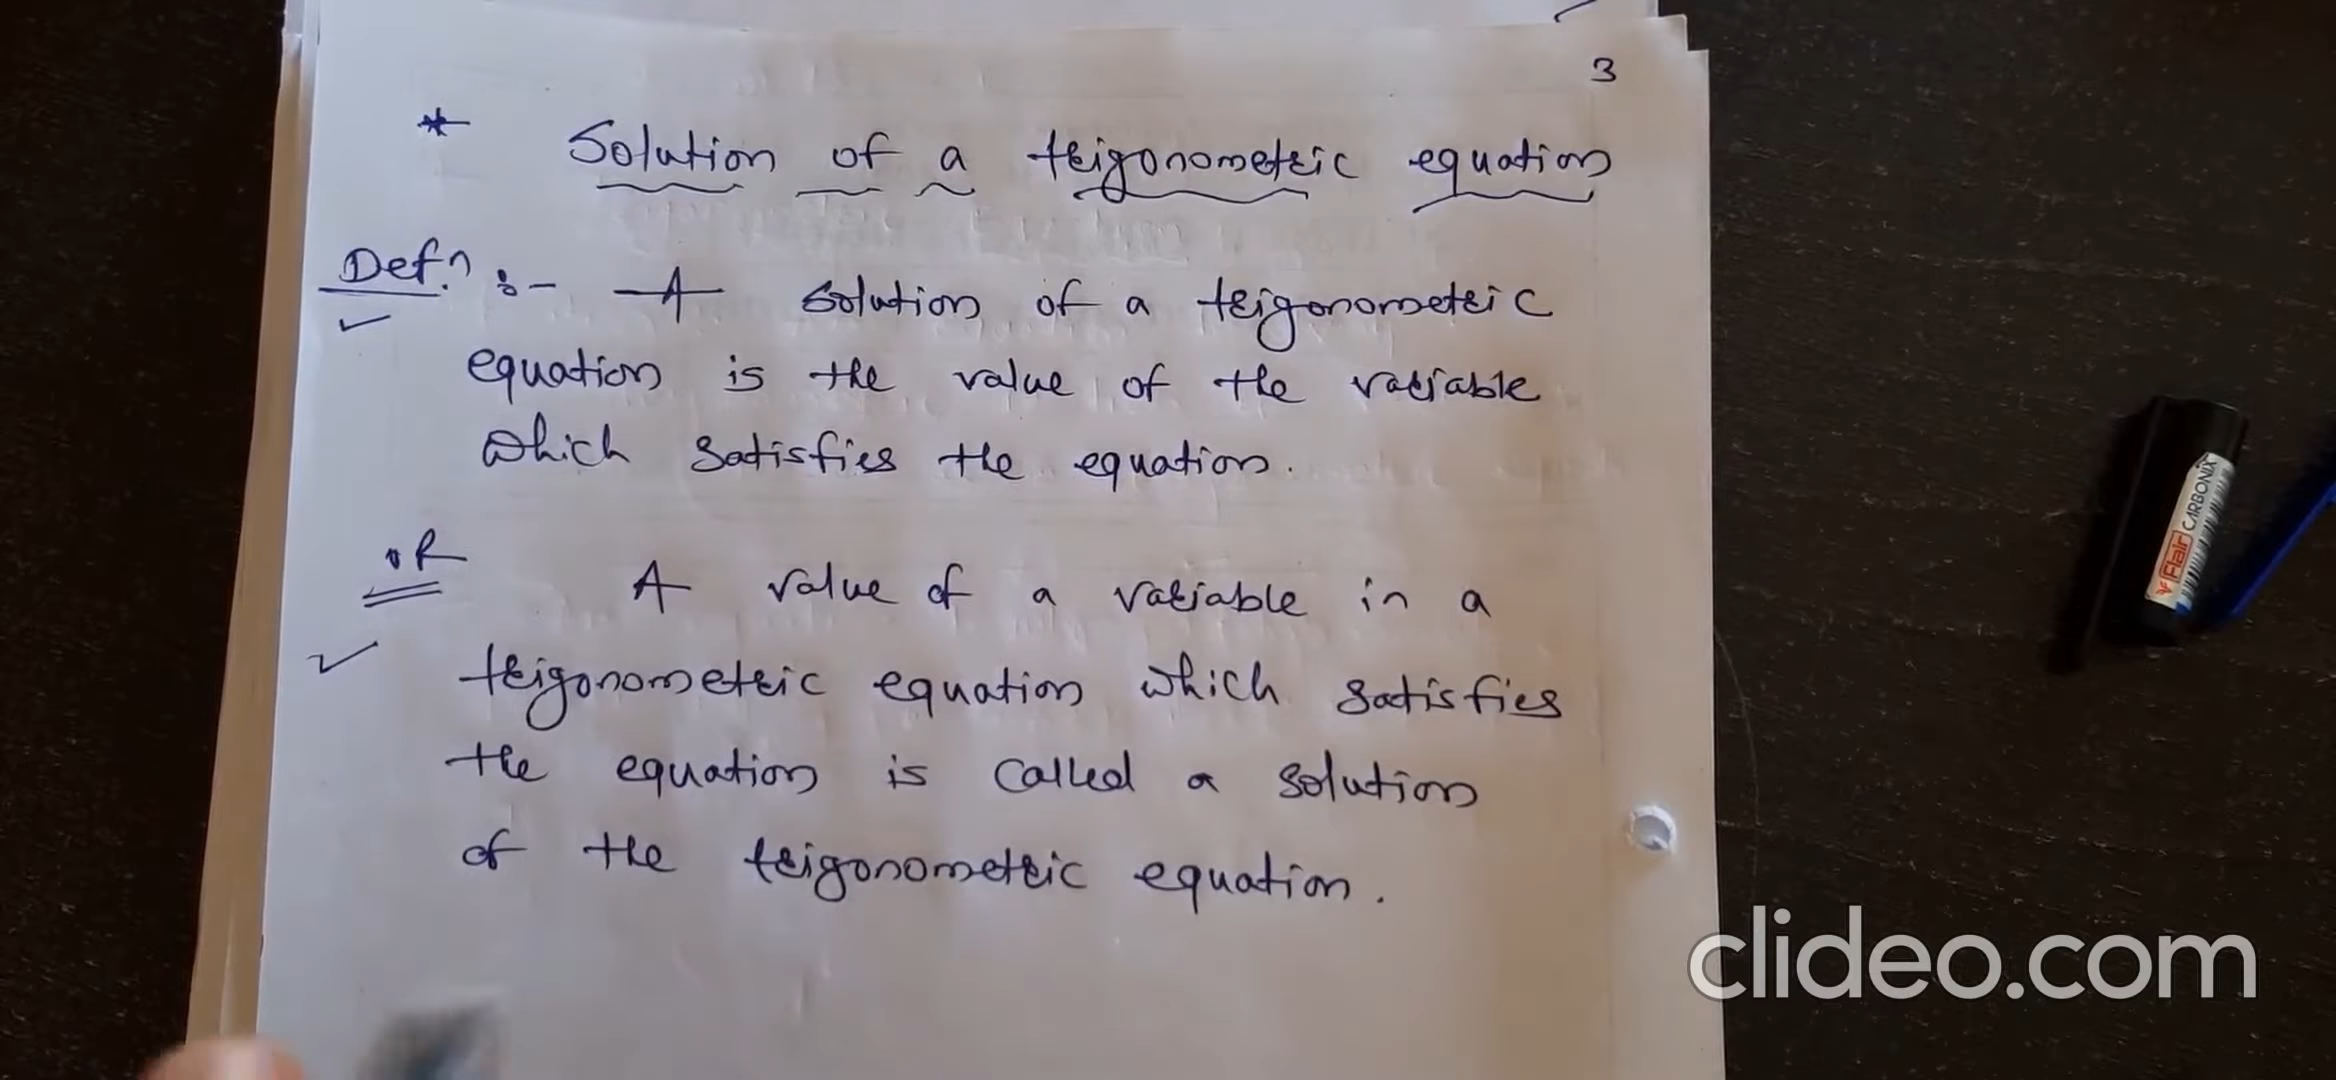 3
* Solution of a trigonometric equation
Defn :- A solution of a trigonometric
equation is the value of the variable
which satisfies the equation.
OR A value of a variable in a
trigonometric equation which satisfies
the equation is called a solution
of the trigonometric equation.
Flair CARBONIX
clideo.com